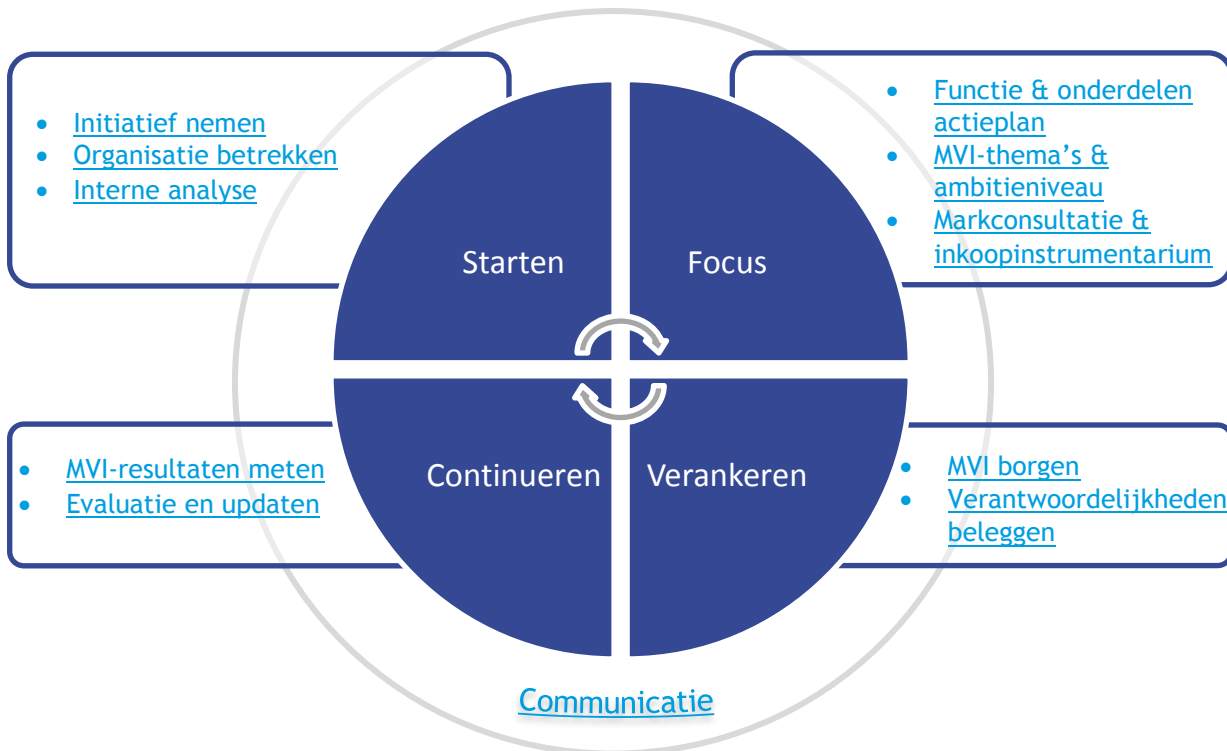 • Initiatief nemen
• Organisatie betrekken
• Interne analyse
• Functie & onderdelen
actieplan
• MVI-thema’s &
ambitieniveau
• Markconsultatie &
inkoopinstrumentarium
Starten
Focus
Continueren
Verankeren
• MVI-resultaten meten
• Evaluatie en updaten
• MVI borgen
• Verantwoordelijkheden
beleggen
Communicatie